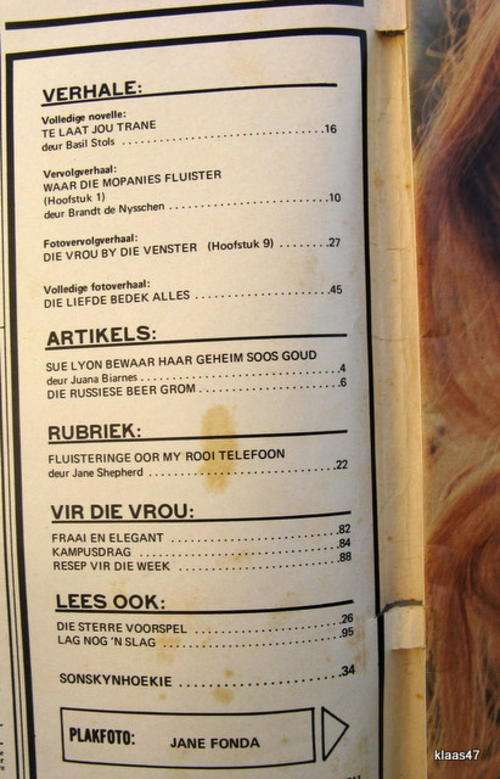 VERHALE:
Volledige novelle:
TE LAAT JOU TRANE
deur Basil Stols ..............................16
Vervolgverhaal:
WAAR DIE MOPANIES FLUISTER
(Hoofstuk 1)
deur Brandt de Nysschen ......................10
Fotovervolgverhaal:
DIE VROU BY DIE VENSTER (Hoofstuk 9) ........27
Volledige fotoverhaal:
DIE LIEFDE BEDEK ALLES ......................45
ARTIKELS:
SUE LYON BEWAAR HAAR GEHEIM SOOS GOUD
deur Juana Biarnes ..............................4
DIE RUSSIESE BEER GROM ......................6
RUBRIEK:
FLUISTERINGE OOR MY ROOI TELEFOON
deur Jane Shepherd ..........................22
VIR DIE VROU:
FRAAI EN ELEGANT ..........................82
KAMPUSDRAG ..............................84
RESEP VIR DIE WEEK ..........................88
LEES OOK:
DIE STERRE VOORSPEL ......................26
LAG NOG 'N SLAG ..........................95
SONSKYNHOEKIE ..........................34
PLAKFOTO: JANE FONDA
klaas47